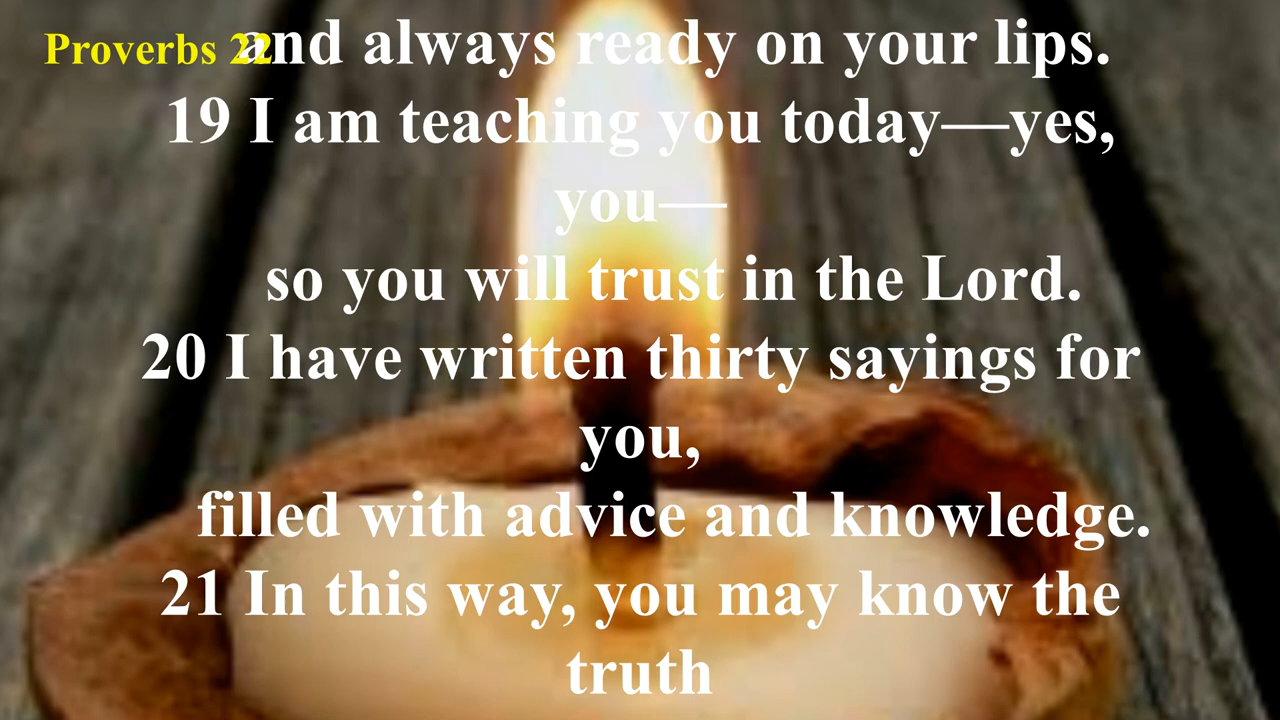 Proverbs 22
and always ready on your lips.
19 I am teaching you today—yes,
you—
so you will trust in the Lord.
20 I have written thirty sayings for
you,
filled with advice and knowledge.
21 In this way, you may know the
truth